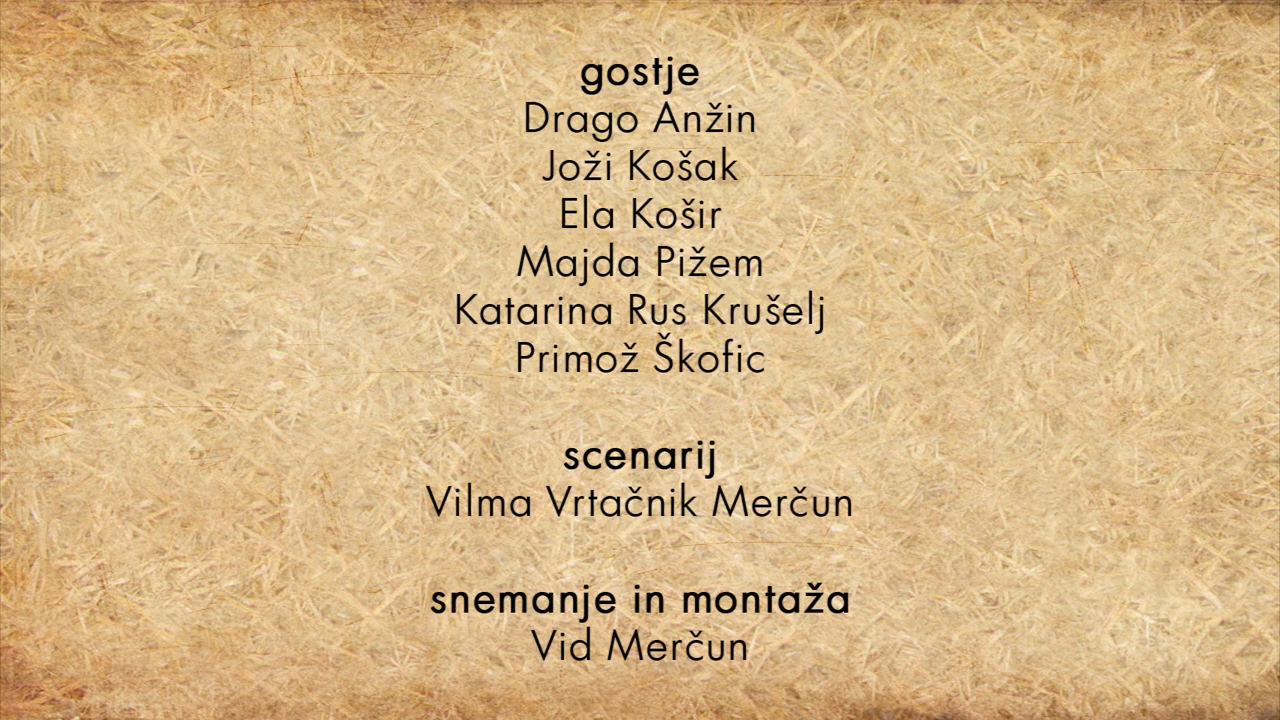 gostje
Drago Anžin
Joži Košak
Ela Košir
Majda Pižem
Katarina Rus Krušelj
Primož Škofic
scenarij
Vilma Vrtačnik Merčun
snemanje in montaža
Vid Merčun